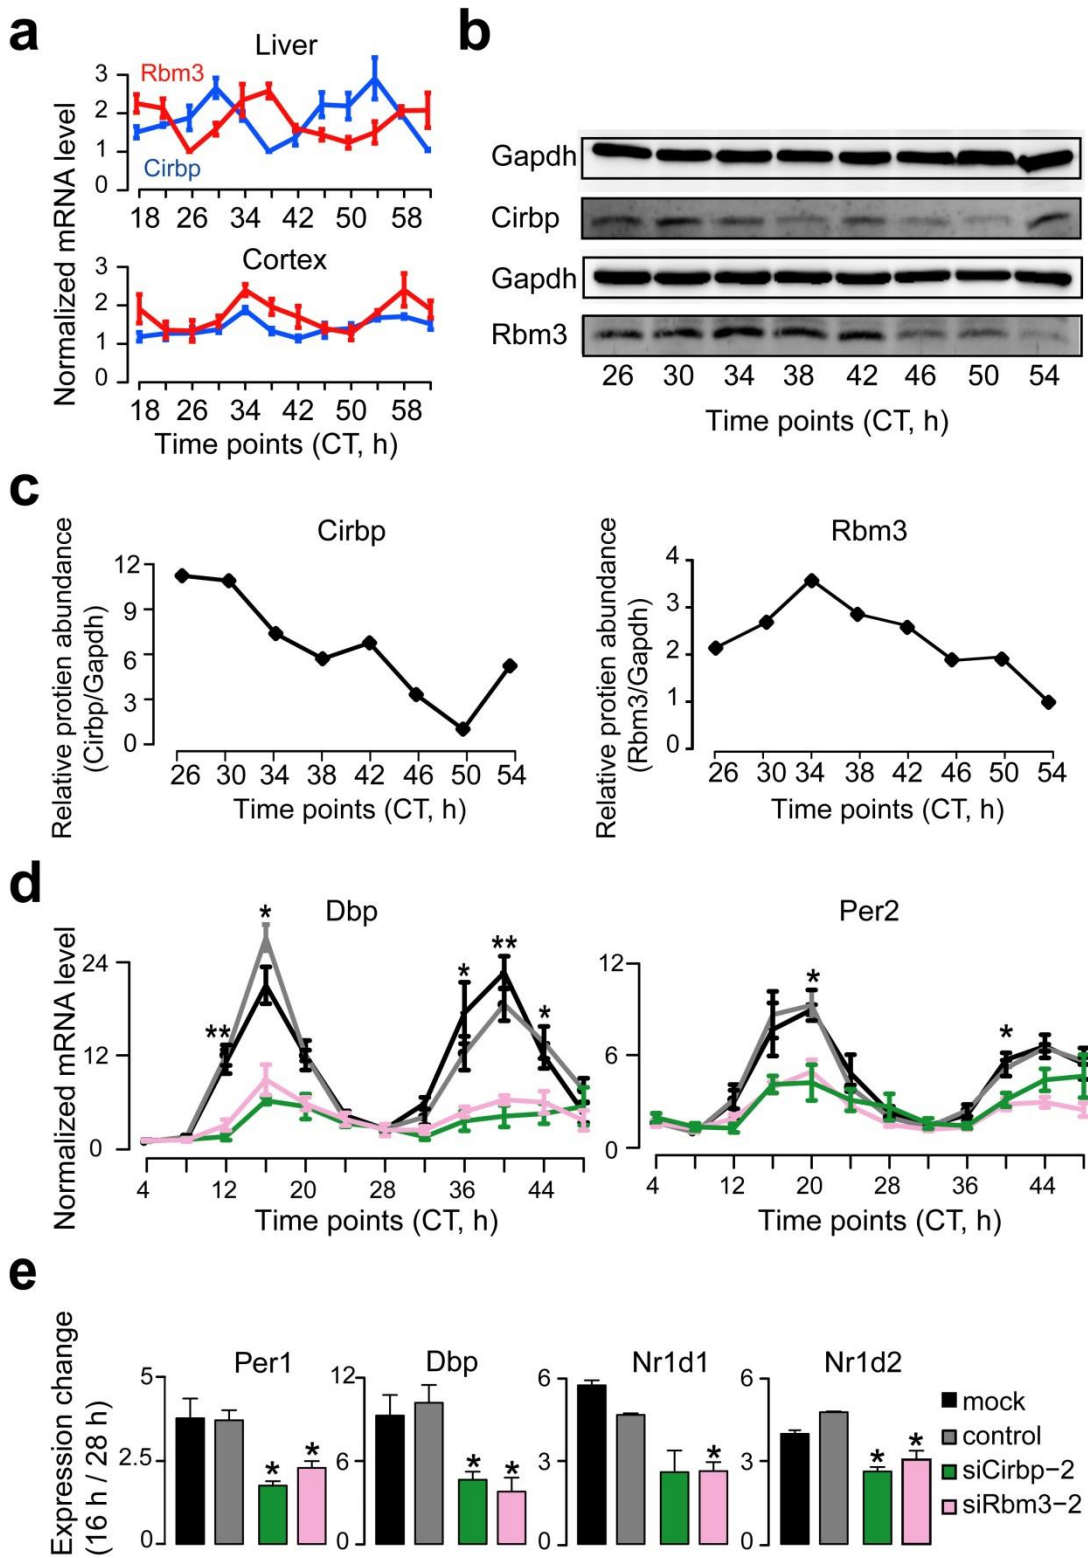 a
Liver
Normalized mRNA level
3
2
1
0
Rbm3
Cirbp
18 26 34 42 50 58
Cortex
3
2
1
0
18 26 34 42 50 58
Time points (CT, h)
b
Gapdh
Cirbp
Gapdh
Rbm3
26 30 34 38 42 46 50 54
Time points (CT, h)
c
Cirbp
Relative protien abundance
(Cirbp/Gapdh)
12
9
6
3
0
26 30 34 38 42 46 50 54
Time points (CT, h)
Rbm3
Relative protien abundance
(Rbm3/Gapdh)
4
3
2
1
0
26 30 34 38 42 46 50 54
Time points (CT, h)
d
Dbp
Normalized mRNA level
24
12
0
** * * ** *
4 12 20 28 36 44
Time points (CT, h)
Per2
12
6
0
* *
4 12 20 28 36 44
Time points (CT, h)
e
Expression change
(16 h / 28 h)
Per1
5
2.5
0
* *
Dbp
12
6
0
* *
Nr1d1
6
3
0
*
Nr1d2
6
3
0
* *
mock
control
siCirbp-2
siRbm3-2